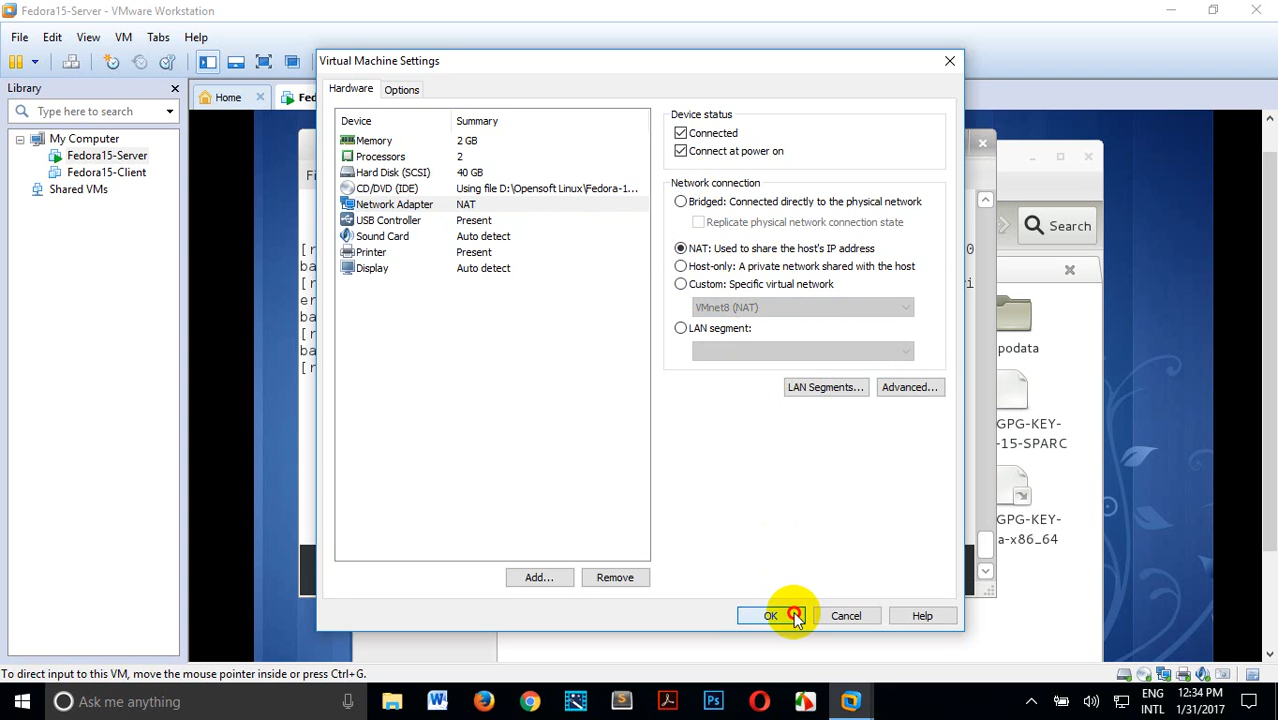 Fedora15-Server - VMware Workstation
File Edit View VM Tabs Help
Library
Type here to search
My Computer
Fedora15-Server
Fedora15-Client
Shared VMs
Home
Fed
Virtual Machine Settings
Hardware
Options
Device Summary
Memory 2 GB
Processors 2
Hard Disk (SCSI) 40 GB
CD/DVD (IDE) Using file D:\Opensoft Linux\Fedora-1...
Network Adapter NAT
USB Controller Present
Sound Card Auto detect
Printer Present
Display Auto detect
Add...
Remove
Device status
Connected
Connect at power on
Network connection
Bridged: Connected directly to the physical network
Replicate physical network connection state
NAT: Used to share the host's IP address
Host-only: A private network shared with the host
Custom: Specific virtual network
VMnet8 (NAT)
LAN segment:
LAN Segments...
Advanced...
OK
Cancel
Help
Search
podata
GPG-KEY
-15-SPARC
GPG-KEY
a-x86_64
To direct input to this VM, move the mouse pointer inside or press Ctrl+G.
Ask me anything
ENG
INTL
12:34 PM
1/31/2017